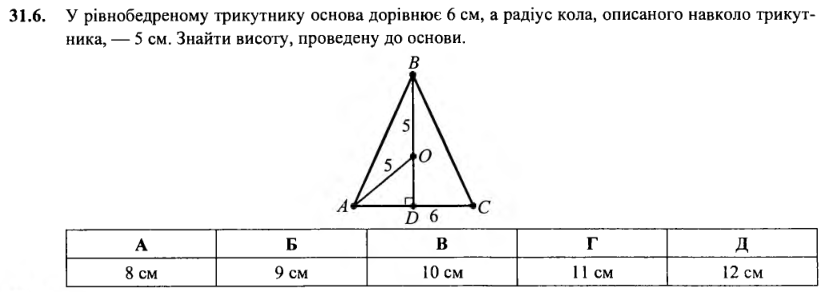 31.6. У рівнобедреному трикутнику основа дорівнює 6 см, а радіус кола, описаного навколо трикут-
ника, — 5 см. Знайти висоту, проведену до основи.
B
5
5 O
A D 6 C
А Б В Г Д
8 см 9 см 10 см 11 см 12 см